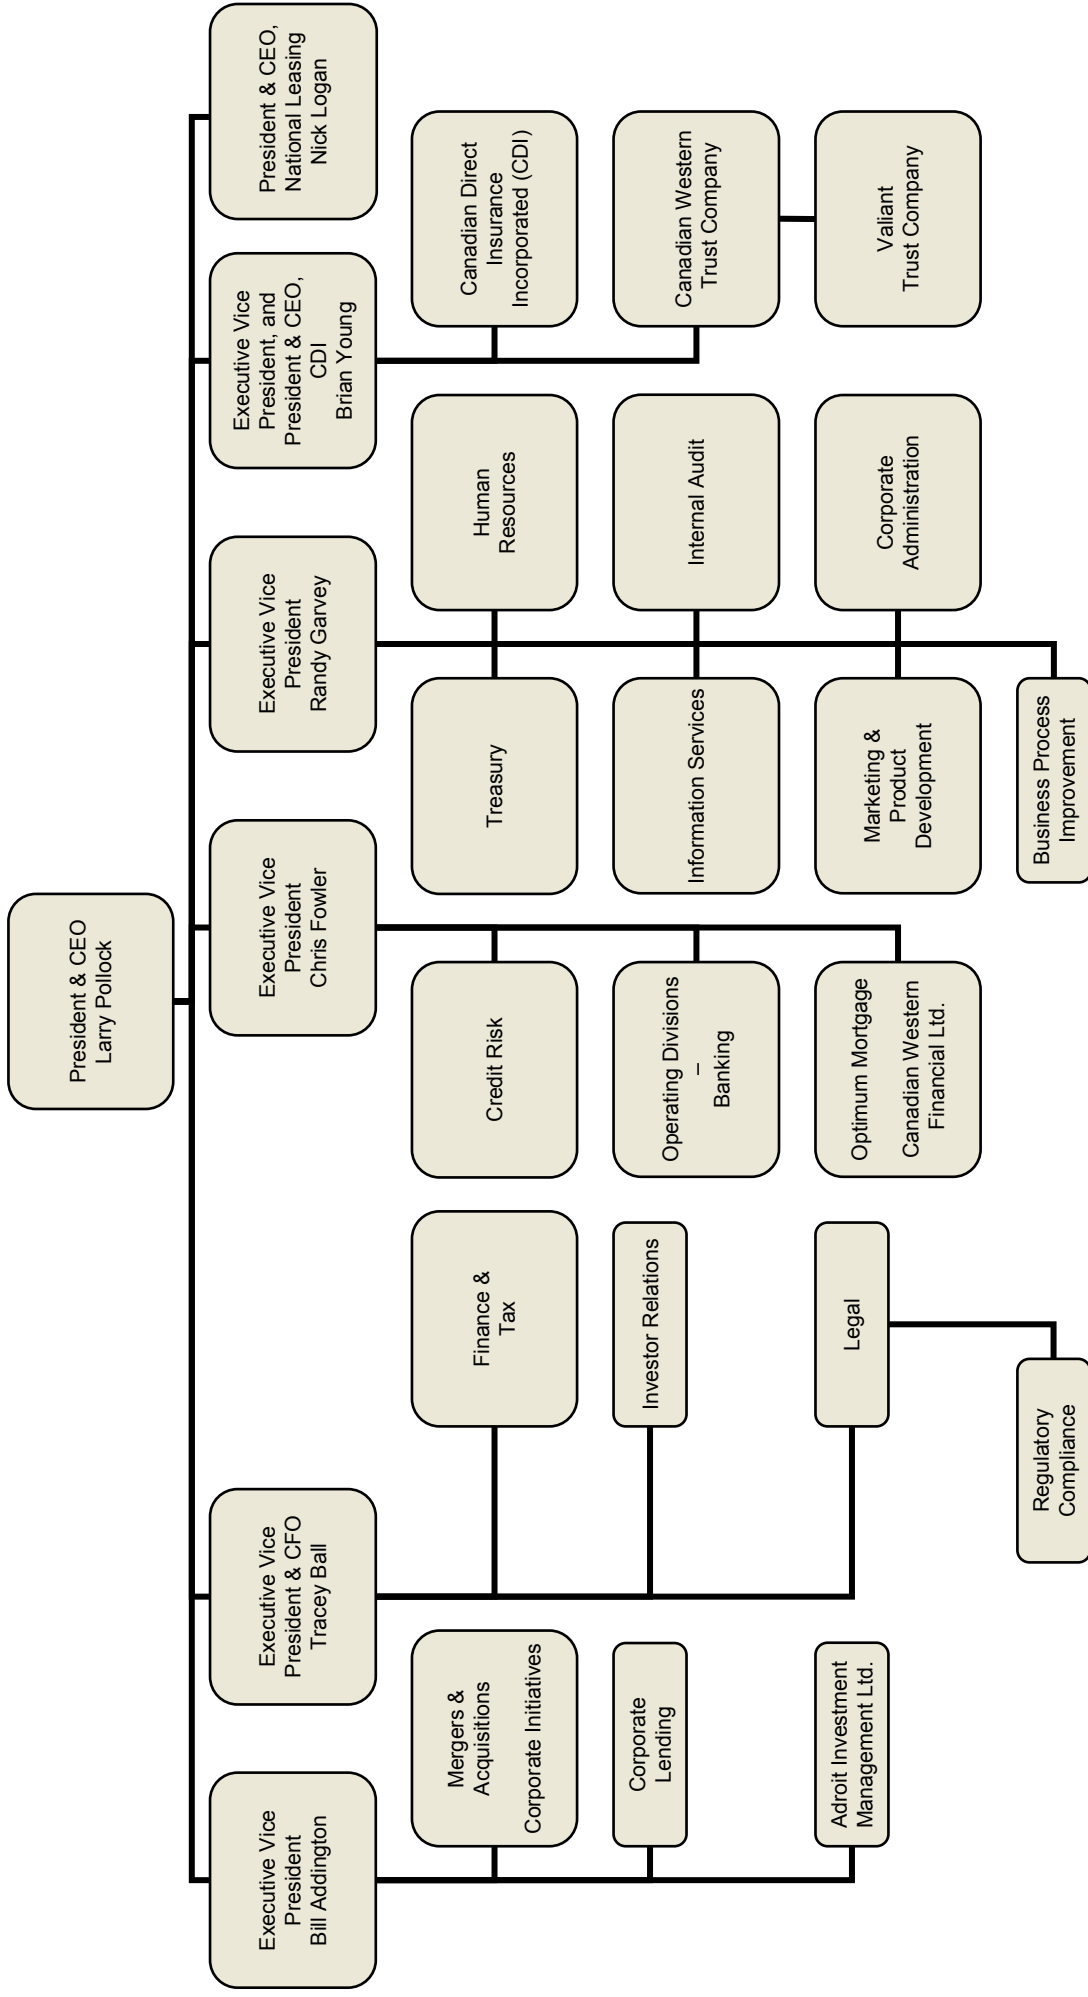 President & CEO
Larry Pollock
Executive Vice
President
Bill Addington
Executive Vice
President & CFO
Tracey Ball
Executive Vice
President
Chris Fowler
Executive Vice
President
Randy Garvey
Executive Vice
President, and
President & CEO,
CDI
Brian Young
President & CEO,
National Leasing
Nick Logan
Mergers &
Acquisitions
Corporate Initiatives
Finance &
Tax
Credit Risk
Treasury
Human
Resources
Canadian Direct
Insurance
Incorporated (CDI)
Corporate
Lending
Investor Relations
Operating Divisions
–
Banking
Information Services
Internal Audit
Canadian Western
Trust Company
Adroit Investment
Management Ltd.
Legal
Optimum Mortgage
Canadian Western
Financial Ltd.
Marketing &
Product
Development
Corporate
Administration
Valiant
Trust Company
Regulatory
Compliance
Business Process
Improvement